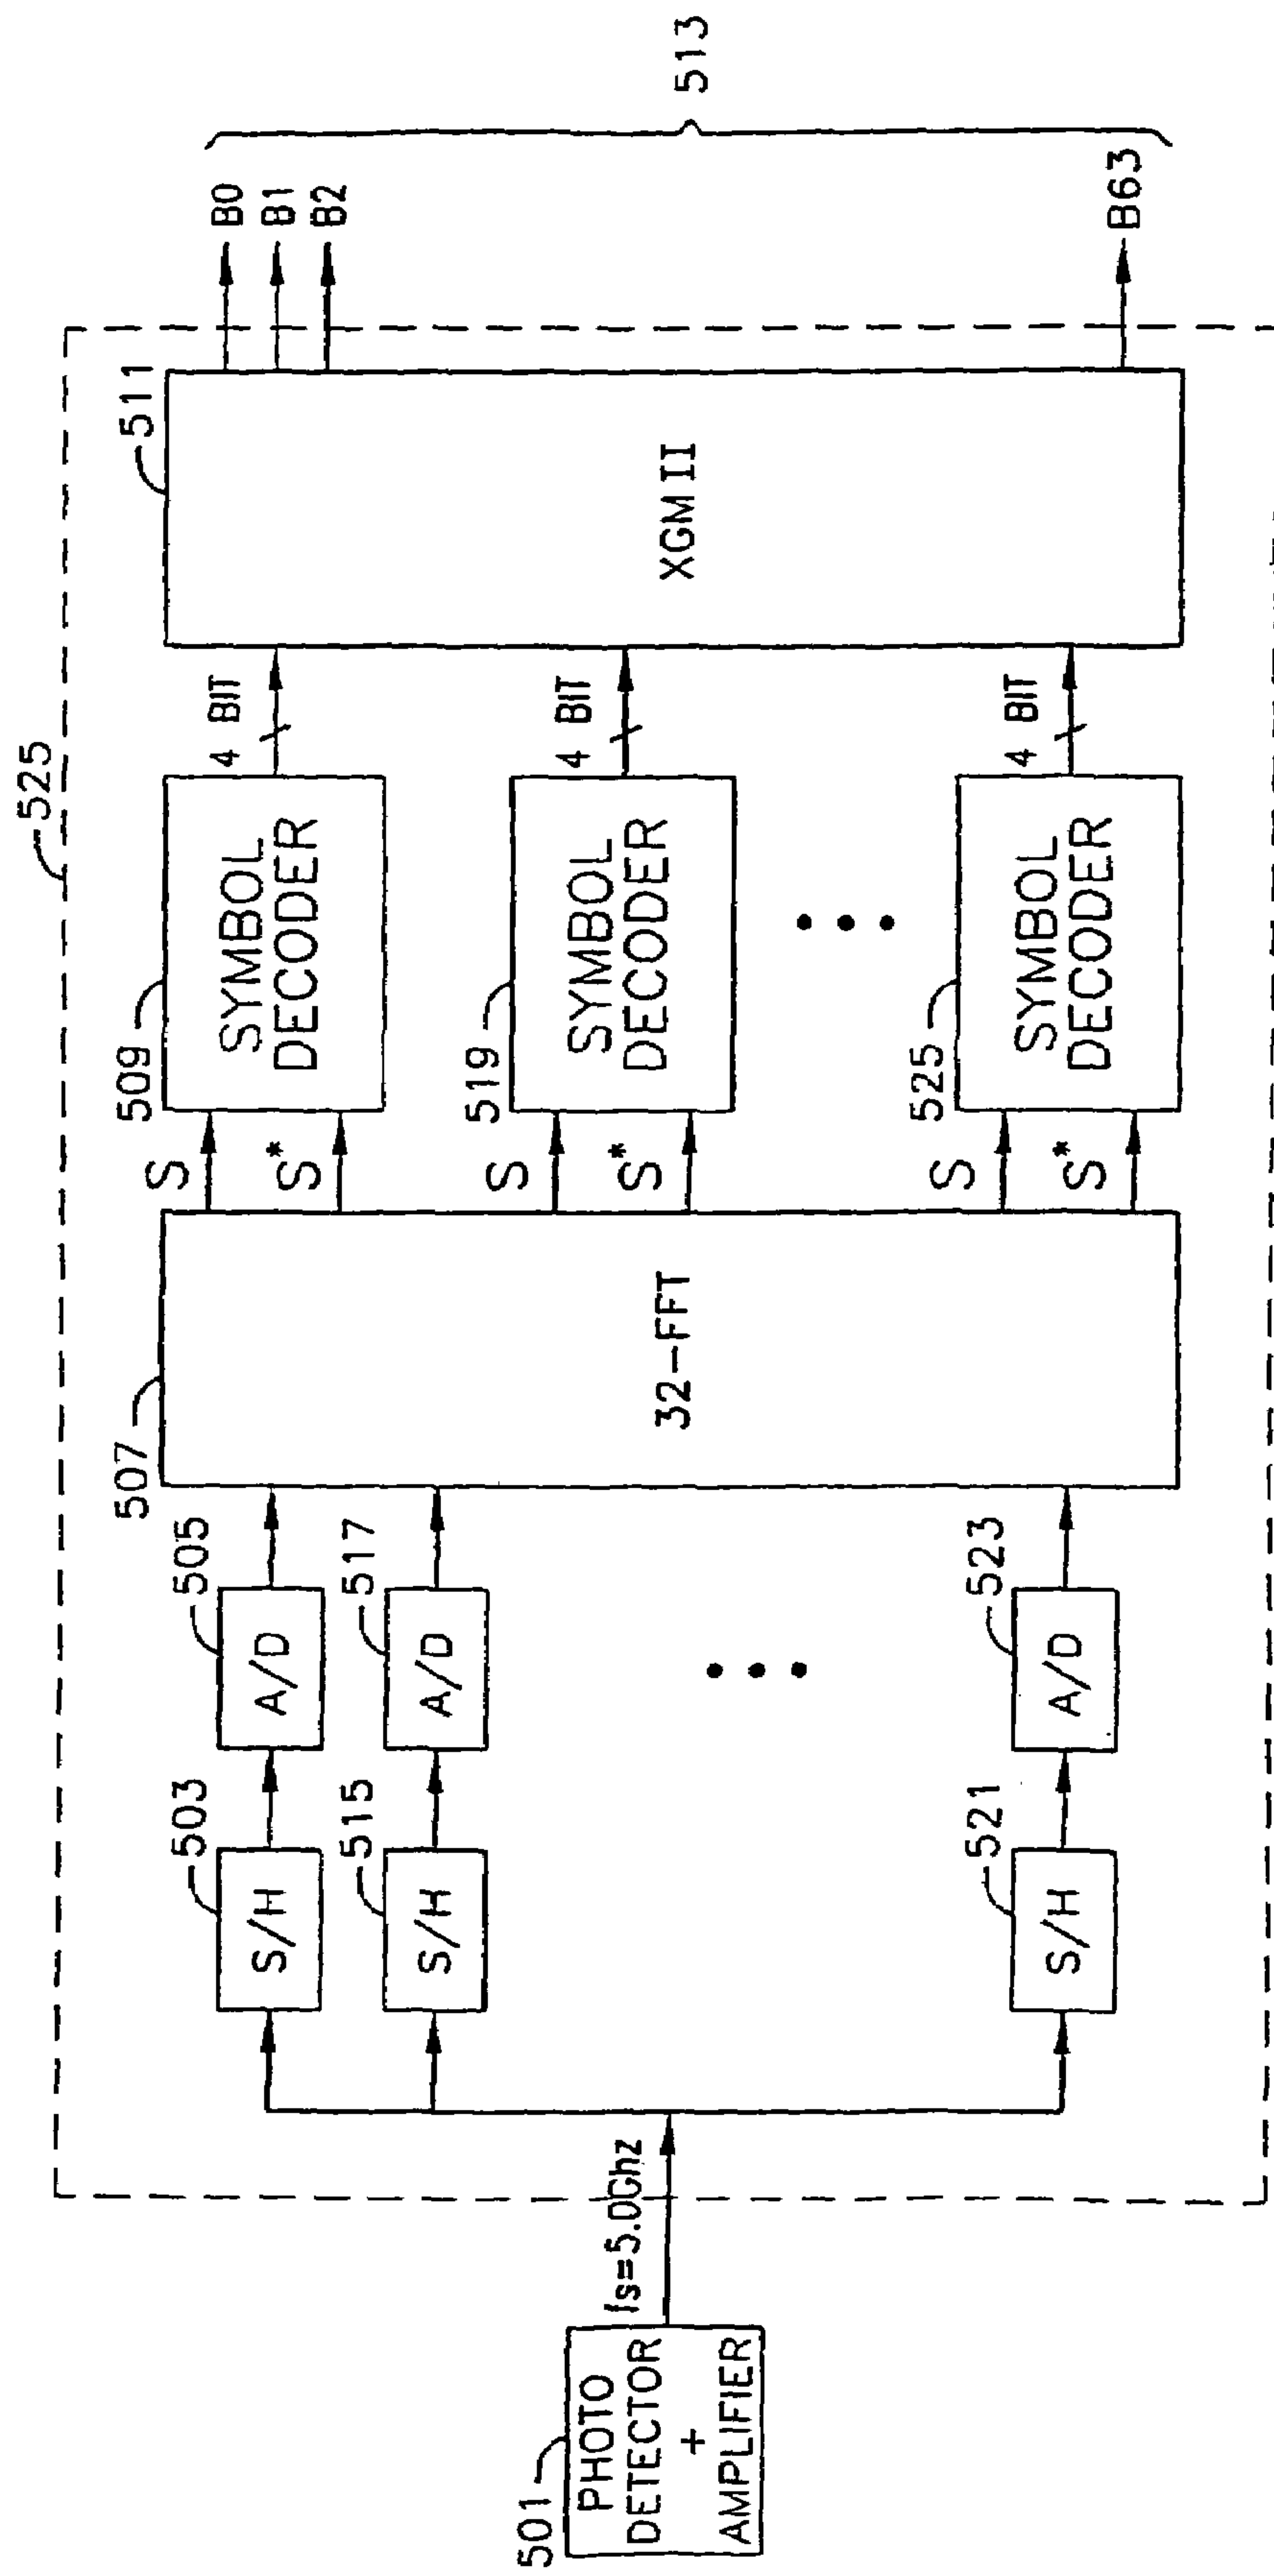 525
501
PHOTO
DETECTOR
+
AMPLIFIER
fs=5.0Ghz
503
S/H
505
A/D
515
S/H
517
A/D
521
S/H
523
A/D
507
32-FFT
S
S*
509
SYMBOL
DECODER
4 BIT
S
S*
519
SYMBOL
DECODER
4 BIT
S
S*
525
SYMBOL
DECODER
4 BIT
511
XGM II
B0
B1
B2
B63
513